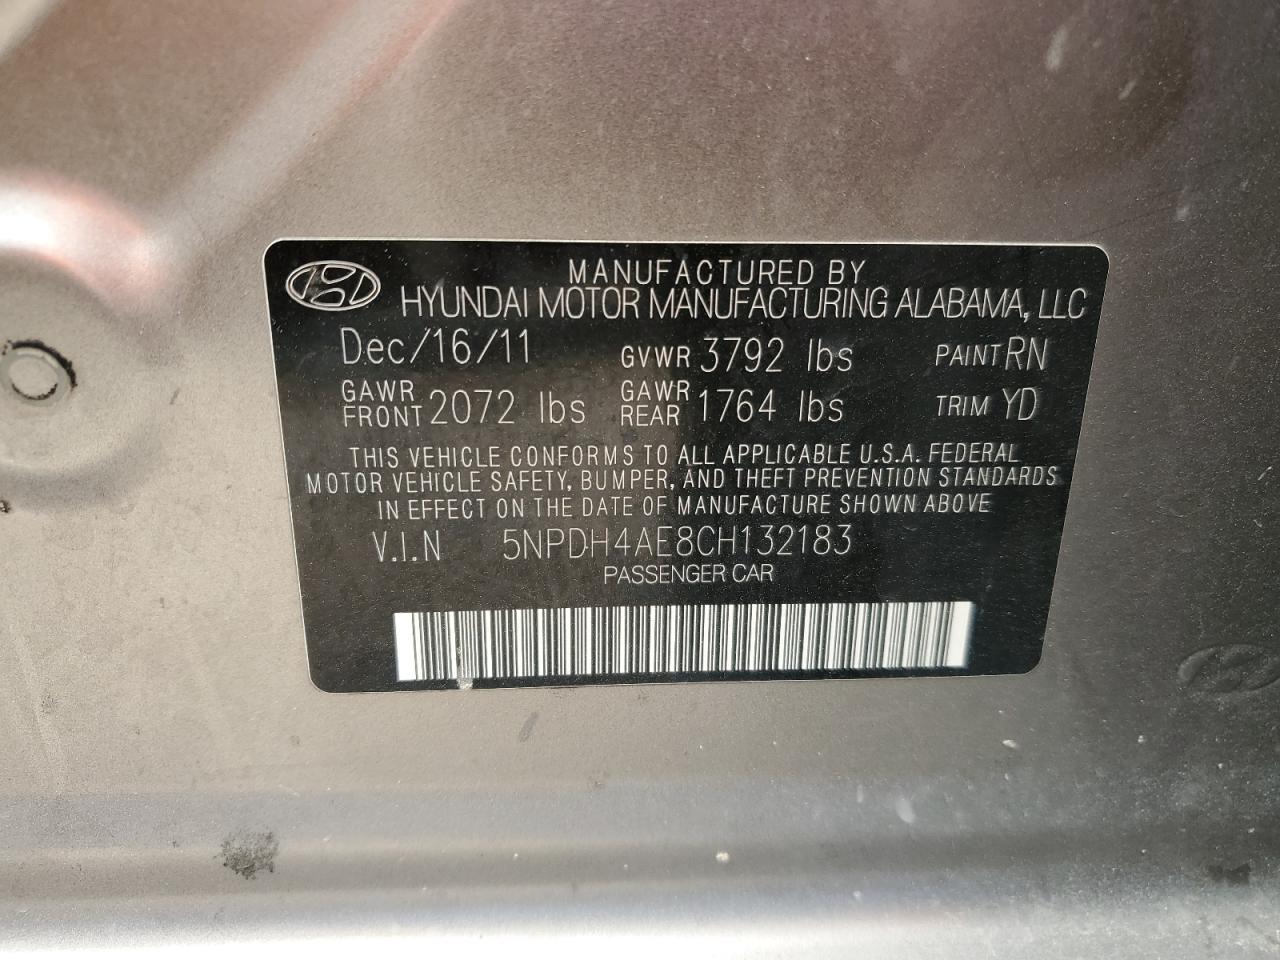 MANUFACTURED BY
HYUNDAI MOTOR MANUFACTURING ALABAMA, LLC
Dec/16/11 GVWR 3792 lbs PAINT RN
GAWR FRONT 2072 lbs GAWR REAR 1764 lbs TRIM YD
THIS VEHICLE CONFORMS TO ALL APPLICABLE U.S.A. FEDERAL
MOTOR VEHICLE SAFETY, BUMPER, AND THEFT PREVENTION STANDARDS
IN EFFECT ON THE DATE OF MANUFACTURE SHOWN ABOVE
V.I.N 5NPDH4AE8CH132183
PASSENGER CAR